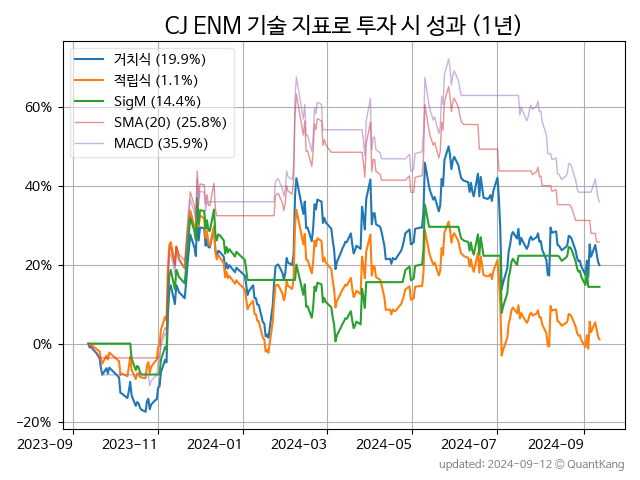 CJ ENM 기술 지표로 투자 시 성과 (1년)
거치식 (19.9%)
적립식 (1.1%)
SigM (14.4%)
SMA(20) (25.8%)
MACD (35.9%)
60%
40%
20%
0%
−20%
2023-09 2023-11 2024-01 2024-03 2024-05 2024-07 2024-09
updated: 2024-09-12 ⓒ QuantKang